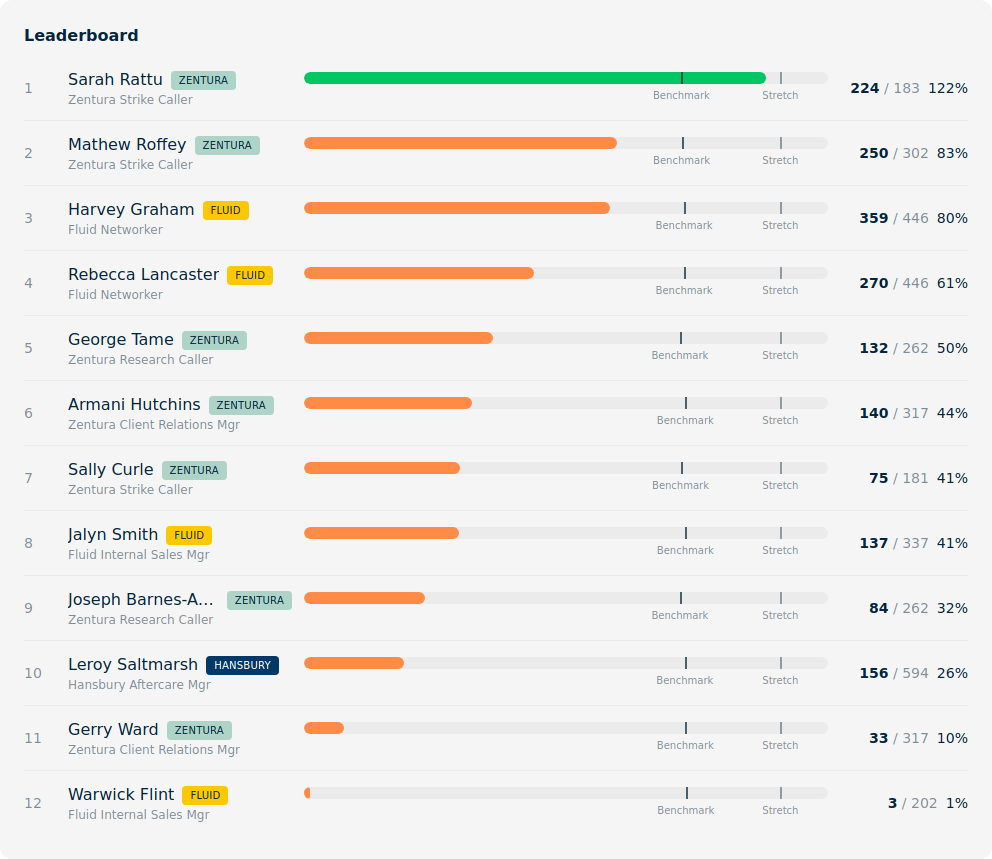 Leaderboard
1 Sarah Rattu ZENTURA 224 / 183 122%
Zentura Strike Caller
Benchmark Stretch
2 Mathew Roffey ZENTURA 250 / 302 83%
Zentura Strike Caller
Benchmark Stretch
3 Harvey Graham FLUID 359 / 446 80%
Fluid Networker
Benchmark Stretch
4 Rebecca Lancaster FLUID 270 / 446 61%
Fluid Networker
Benchmark Stretch
5 George Tame ZENTURA 132 / 262 50%
Zentura Research Caller
Benchmark Stretch
6 Armani Hutchins ZENTURA 140 / 317 44%
Zentura Client Relations Mgr
Benchmark Stretch
7 Sally Curle ZENTURA 75 / 181 41%
Zentura Strike Caller
Benchmark Stretch
8 Jalyn Smith FLUID 137 / 337 41%
Fluid Internal Sales Mgr
Benchmark Stretch
9 Joseph Barnes-A... ZENTURA 84 / 262 32%
Zentura Research Caller
Benchmark Stretch
10 Leroy Saltmarsh HANSBURY 156 / 594 26%
Hansbury Aftercare Mgr
Benchmark Stretch
11 Gerry Ward ZENTURA 33 / 317 10%
Zentura Client Relations Mgr
Benchmark Stretch
12 Warwick Flint FLUID 3 / 202 1%
Fluid Internal Sales Mgr
Benchmark Stretch